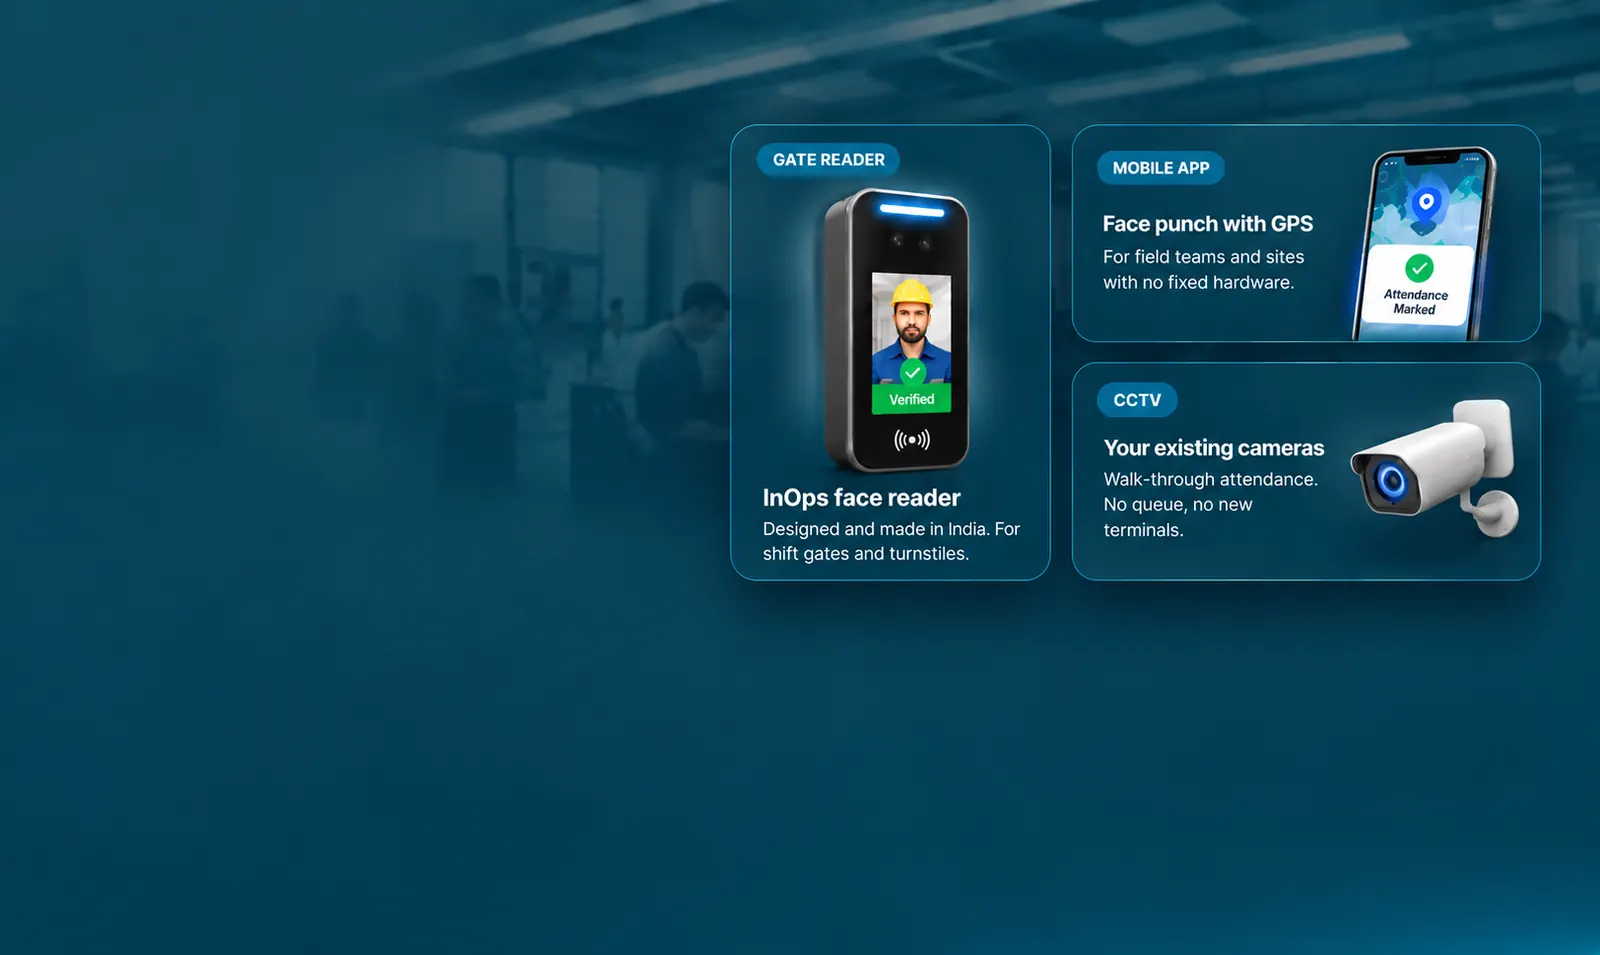 GATE READER
Verified
InOps face reader
Designed and made in India. For
shift gates and turnstiles.
MOBILE APP
Face punch with GPS
For field teams and sites
with no fixed hardware.
Attendance
Marked
CCTV
Your existing cameras
Walk-through attendance.
No queue, no new
terminals.